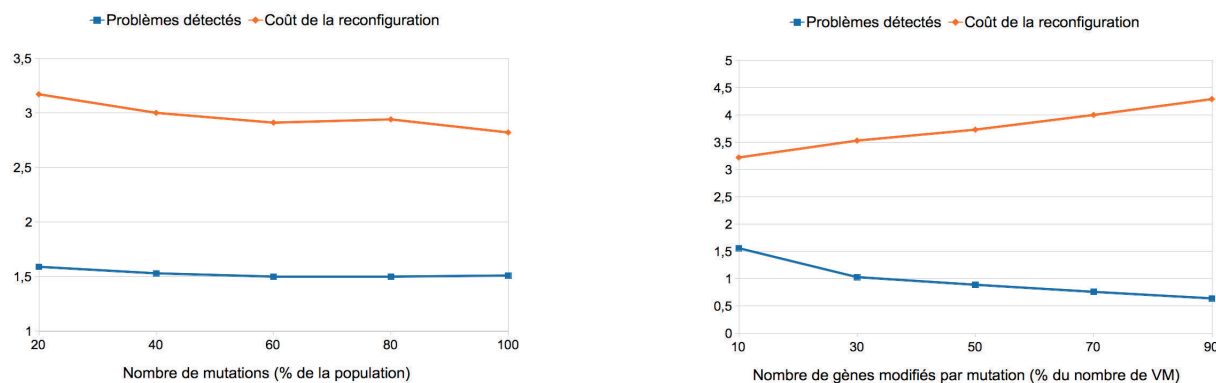 Problèmes détectés Coût de la reconfiguration
3,5
3
2,5
2
1,5
1
20 40 60 80 100
Nombre de mutations (% de la population)
Problèmes détectés Coût de la reconfiguration
5
4,5
4
3,5
3
2,5
2
1,5
1
0,5
0
10 30 50 70 90
Nombre de gènes modifiés par mutation (% du nombre de VM)